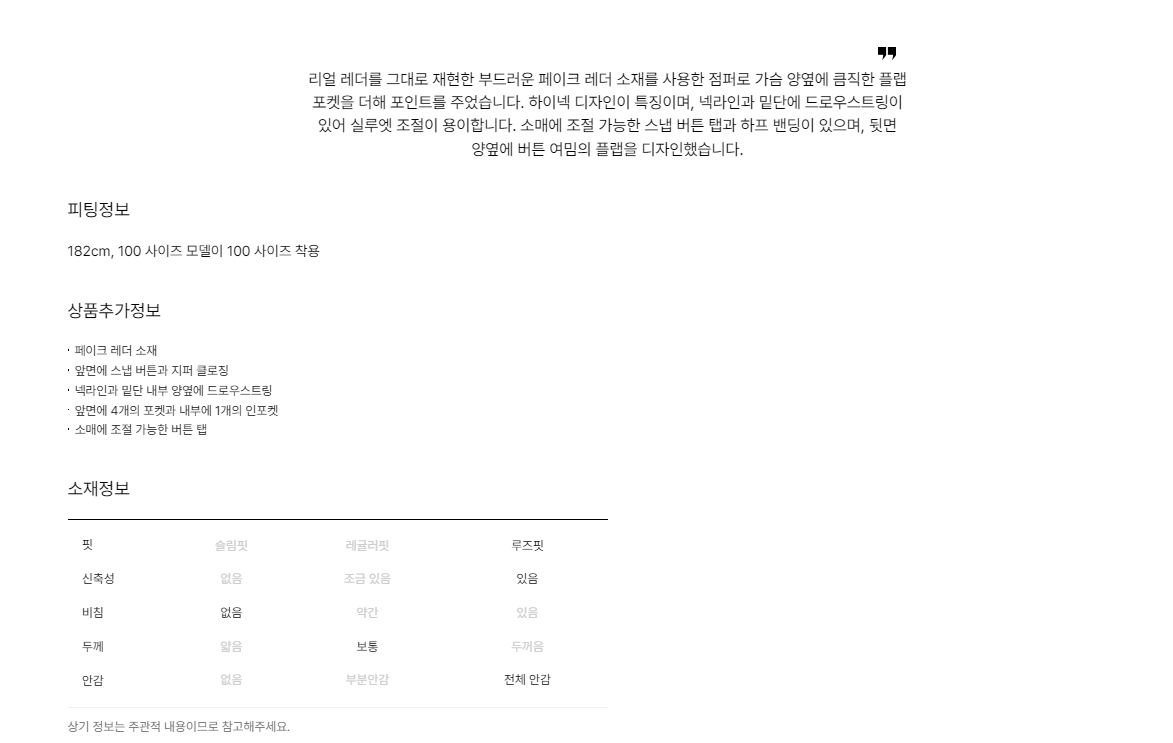 ❞
리얼 레더를 그대로 재현한 부드러운 페이크 레더 소재를 사용한 점퍼로 가슴 양옆에 큼직한 플랩
포켓을 더해 포인트를 주었습니다. 하이넥 디자인이 특징이며, 넥라인과 밑단에 드로우스트링이
있어 실루엣 조절이 용이합니다. 소매에 조절 가능한 스냅 버튼 탭과 하프 밴딩이 있으며, 뒷면
양옆에 버튼 여밈의 플랩을 디자인했습니다.
피팅정보
182cm, 100 사이즈 모델이 100 사이즈 착용
상품추가정보
· 페이크 레더 소재
· 앞면에 스냅 버튼과 지퍼 클로징
· 넥라인과 밑단 내부 양옆에 드로우스트링
· 앞면에 4개의 포켓과 내부에 1개의 인포켓
· 소매에 조절 가능한 버튼 탭
소재정보
핏 슬림핏 레귤러핏 루즈핏
신축성 없음 조금 있음 있음
비침 없음 약간 있음
두께 얇음 보통 두꺼움
안감 없음 부분안감 전체 안감
상기 정보는 주관적 내용이므로 참고해주세요.